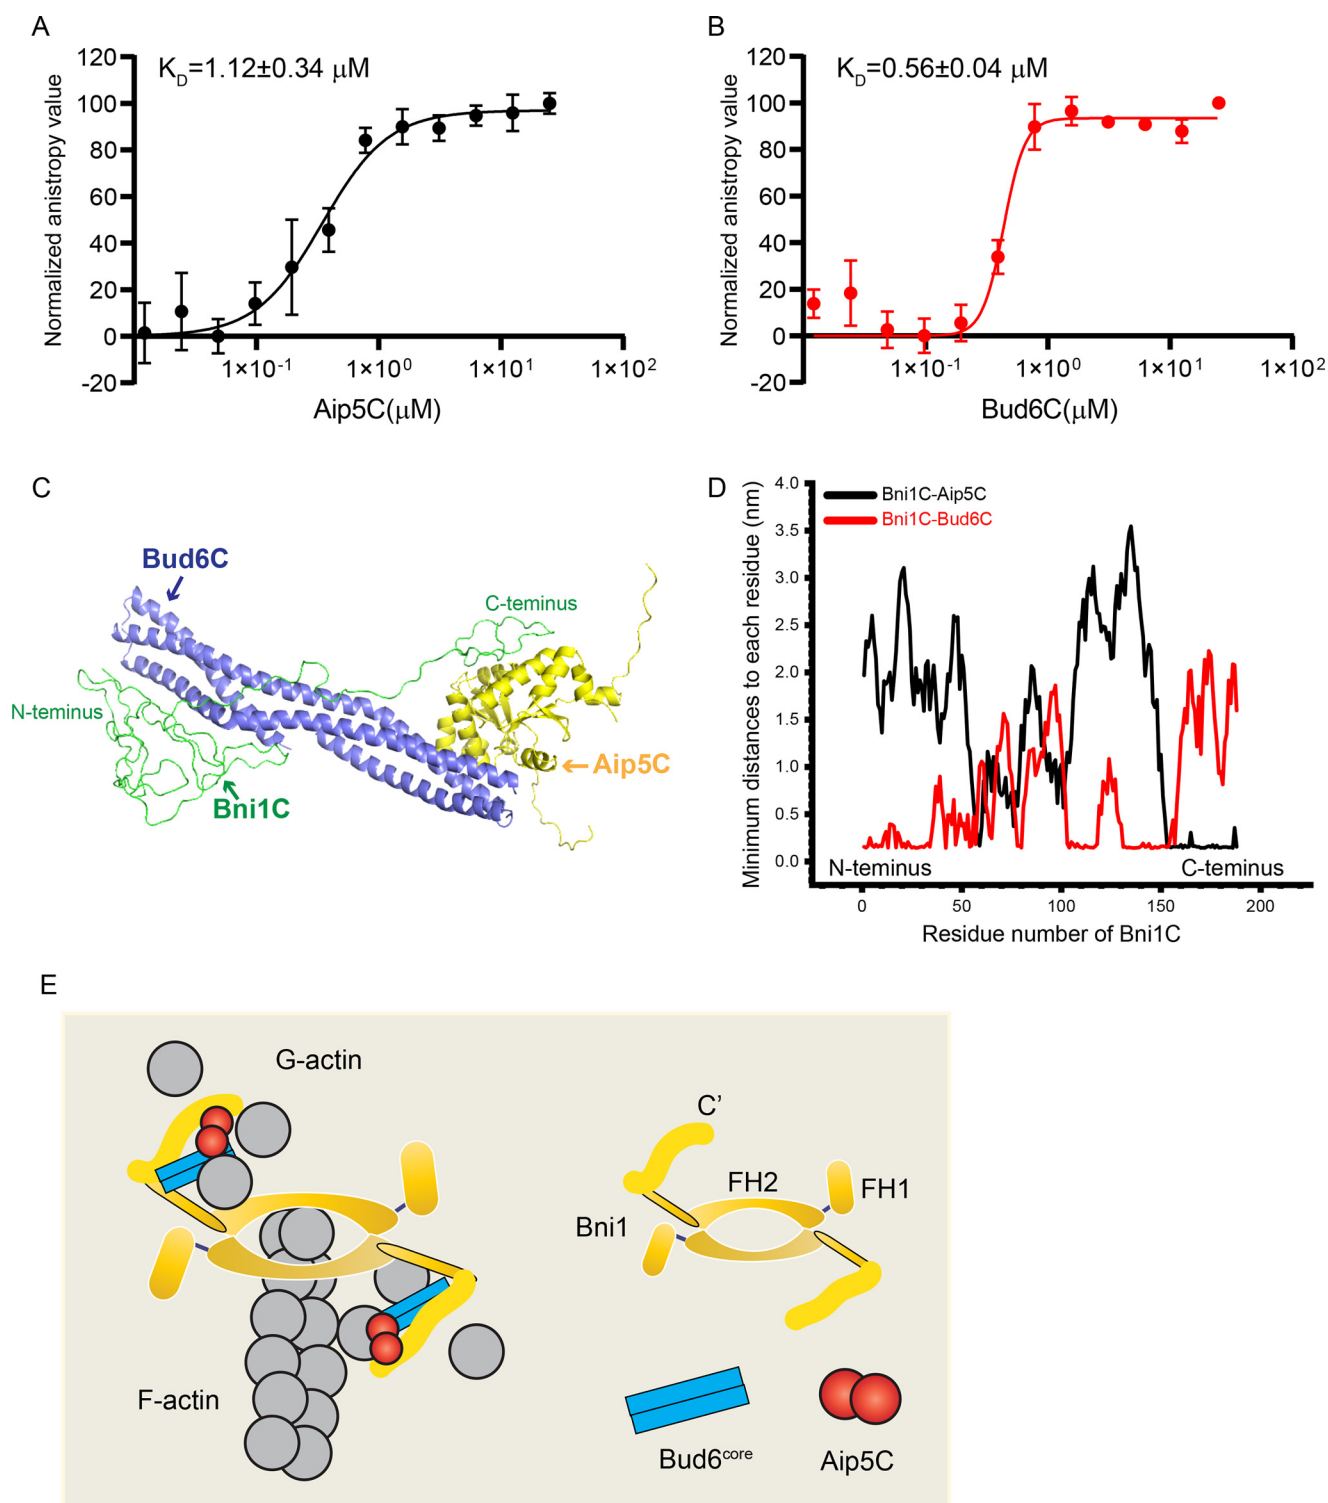 A
120
100
80
60
40
20
0
-20
Normalized anistropy value
K_D=1.12±0.34 μM
1×10⁻¹
1×10⁰
1×10¹
1×10²
Aip5C(μM)
B
120
100
80
60
40
20
0
-20
Normalized anistropy value
K_D=0.56±0.04 μM
1×10⁻¹
1×10⁰
1×10¹
1×10²
Bud6C(μM)
C
Bud6C
C-teminus
N-teminus
Bni1C
Aip5C
D
Minimum distances to each residue (nm)
4.0
3.5
3.0
2.5
2.0
1.5
1.0
0.5
0.0
Bni1C-Aip5C
Bni1C-Bud6C
N-teminus
C-teminus
0
50
100
150
200
Residue number of Bni1C
E
G-actin
F-actin
C’
FH2
FH1
Bni1
Bud6ᶜᵒʳᵉ
Aip5C